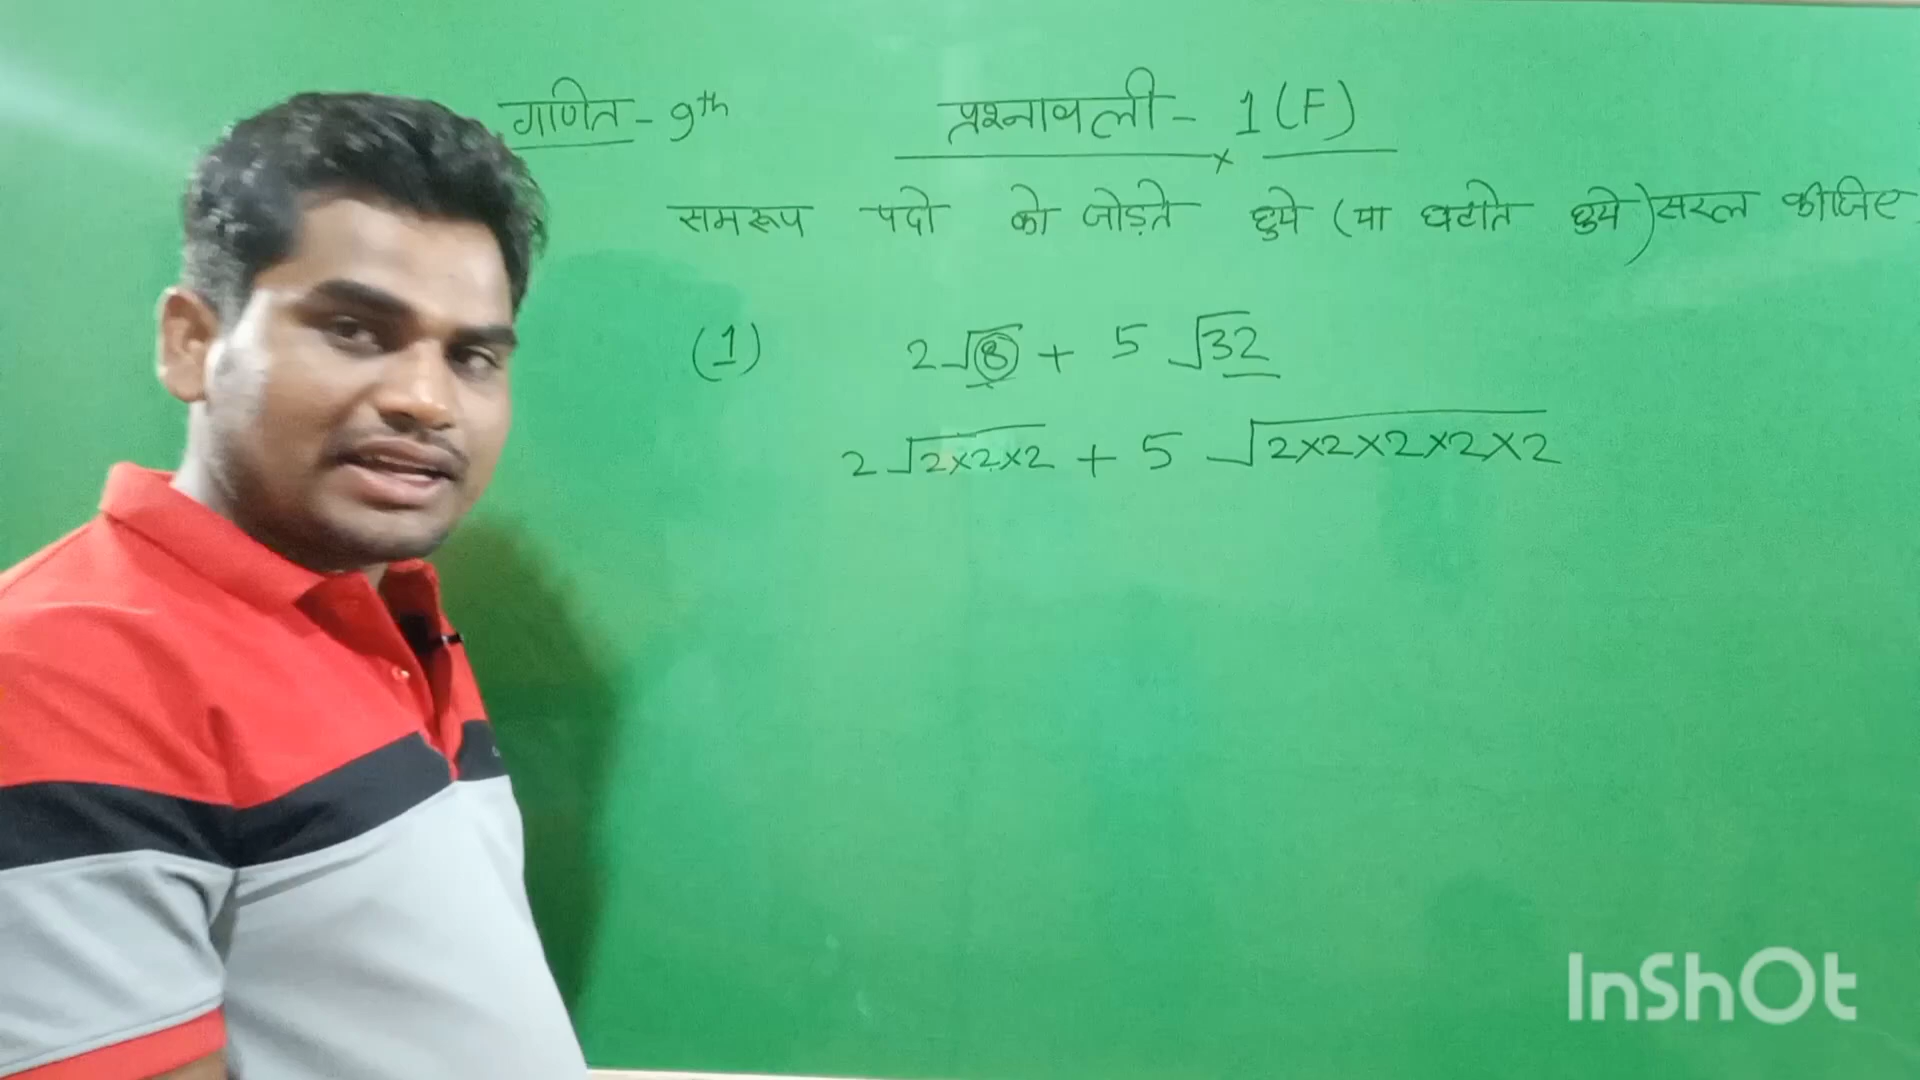 गणित - 9th
प्रश्नावली - 1 (F)
समरूप पदो को जोड़ते हुये (या घटाते हुये) सरल कीजिए
(1) 2√8 + 5 √32
2√2×2×2 + 5 √2×2×2×2×2
InShOt